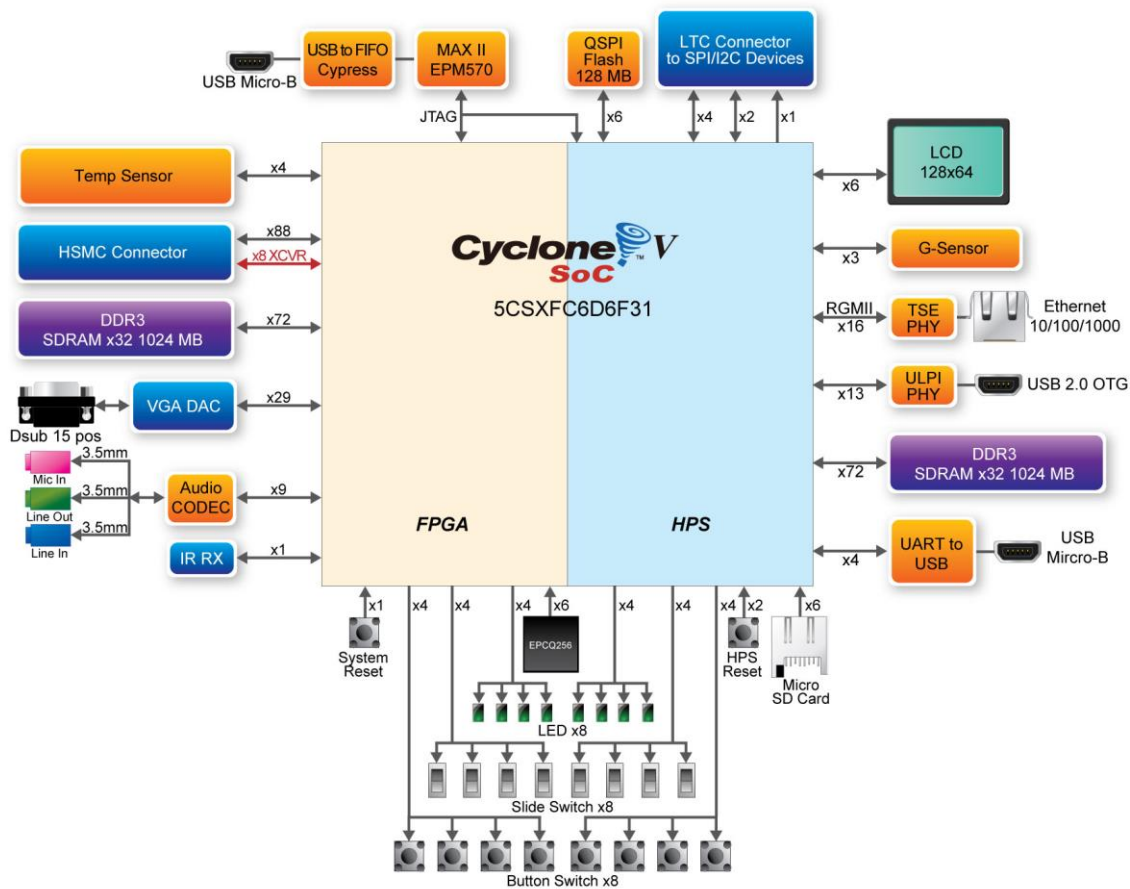 USB Micro-B
USB to FIFO
Cypress
MAX II
EPM570
QSPI
Flash
128 MB
LTC Connector
to SPI/I2C Devices
JTAG
x6
x4
x2
x1
Temp Sensor
x4
HSMC Connector
x88
x8 XCVR
DDR3
SDRAM x32 1024 MB
x72
Dsub 15 pos
VGA DAC
x29
3.5mm
Mic In
3.5mm
Line Out
3.5mm
Line In
Audio
CODEC
x9
IR RX
x1
Cyclone V
TM
SoC
5CSXFC6D6F31
FPGA
HPS
LCD
128x64
x6
G-Sensor
x3
RGMII
x16
TSE
PHY
Ethernet
10/100/1000
x13
ULPI
PHY
USB 2.0 OTG
DDR3
SDRAM x32 1024 MB
x72
x4
UART to
USB
USB
Mircro-B
x1
x4
x4
x4
x6
x4
x4
x4
x2
x6
System
Reset
EPCQ256
HPS
Reset
Micro
SD Card
LED x8
Slide Switch x8
Button Switch x8